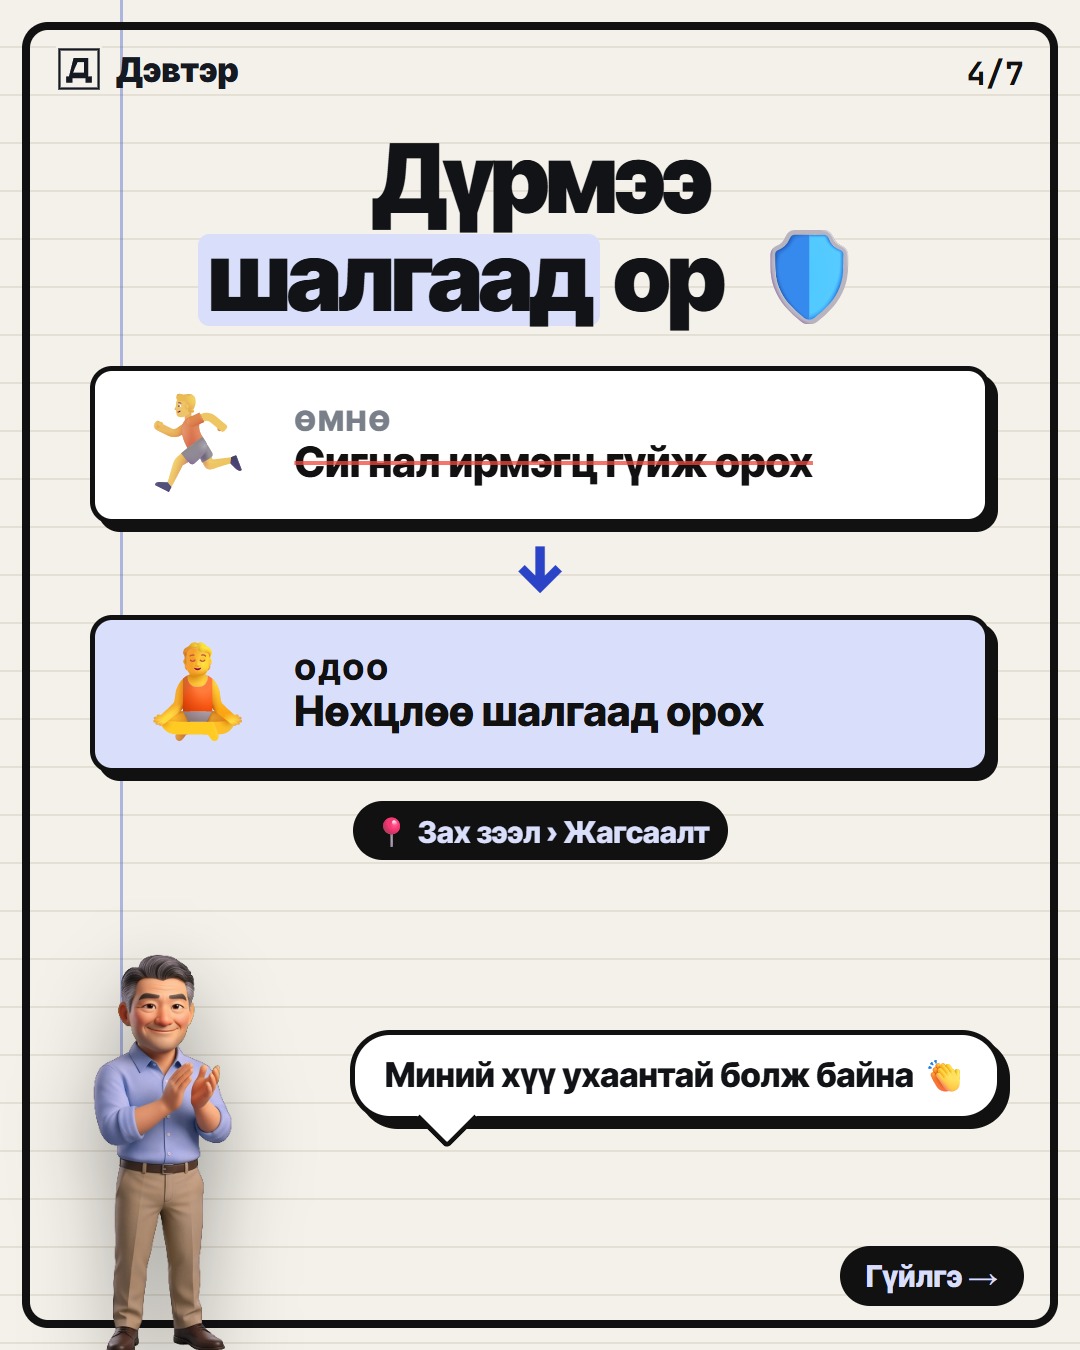 Д Дэвтэр
4/7
Дүрмээ
шалгаад ор
өмнө
Сигнал ирмэгц гүйж орох
одоо
Нөхцлөө шалгаад орох
Зах зээл › Жагсаалт
Миний хүү ухаантай болж байна
Гүйлгэ →